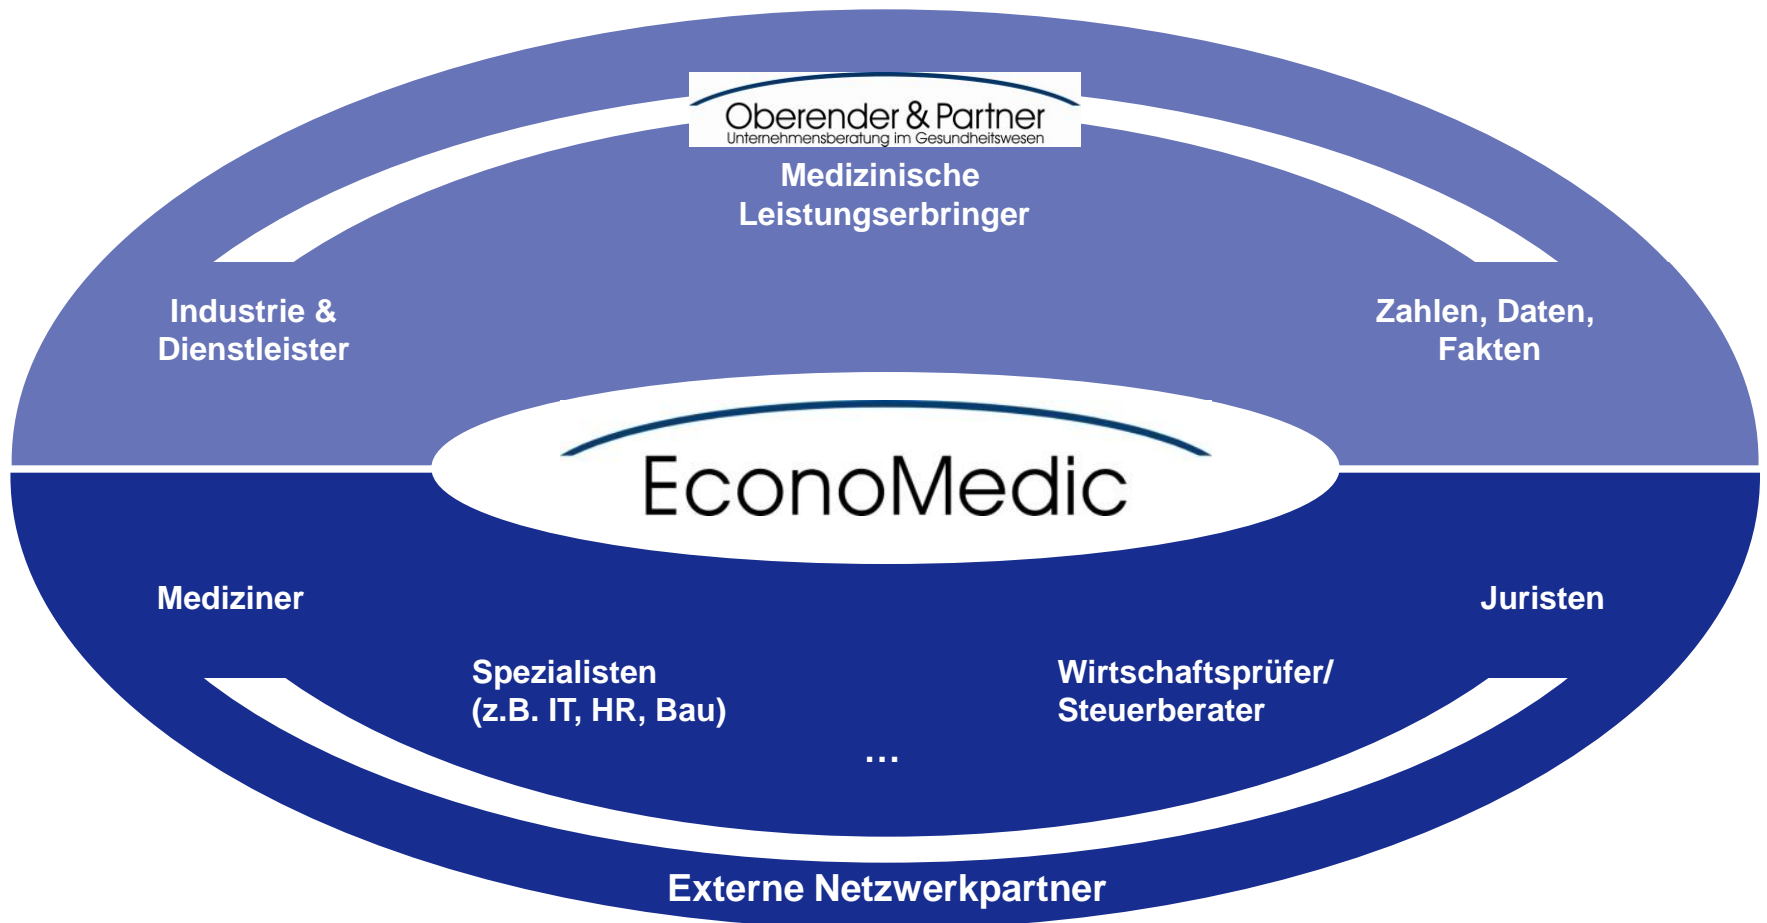 Oberender & Partner
Unternehmensberatung im Gesundheitswesen
Medizinische
Leistungserbringer
Industrie &
Dienstleister
Zahlen, Daten,
Fakten
EconoMedic
Mediziner
Juristen
Spezialisten
(z.B. IT, HR, Bau)
Wirtschaftsprüfer/
Steuerberater
...
Externe Netzwerkpartner